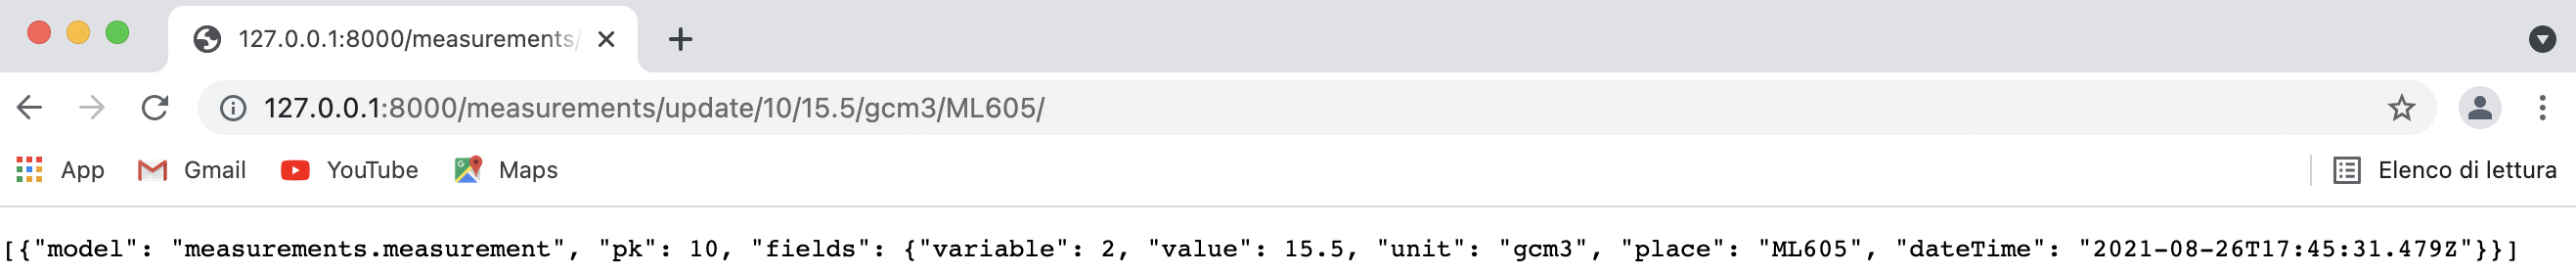 127.0.0.1:8000/measurements/
127.0.0.1:8000/measurements/update/10/15.5/gcm3/ML605/
App Gmail YouTube Maps Elenco di lettura
[{"model": "measurements.measurement", "pk": 10, "fields": {"variable": 2, "value": 15.5, "unit": "gcm3", "place": "ML605", "dateTime": "2021-08-26T17:45:31.479Z"}}]